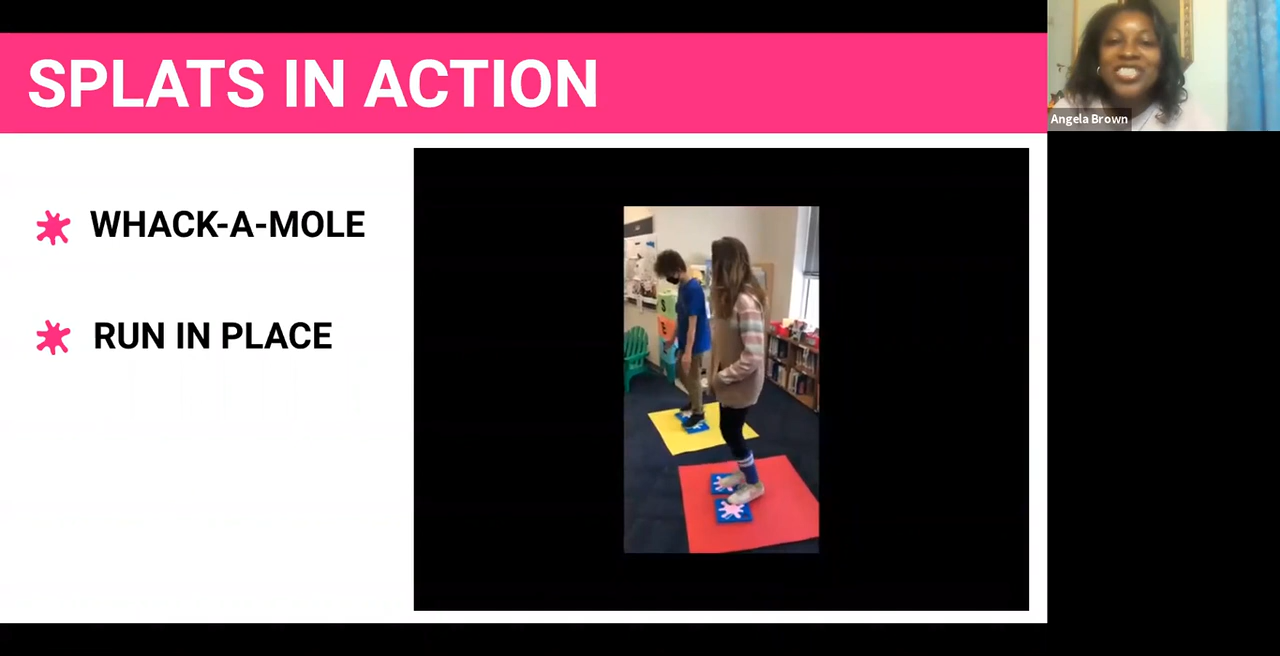 SPLATS IN ACTION
Angela Brown
WHACK-A-MOLE
RUN IN PLACE